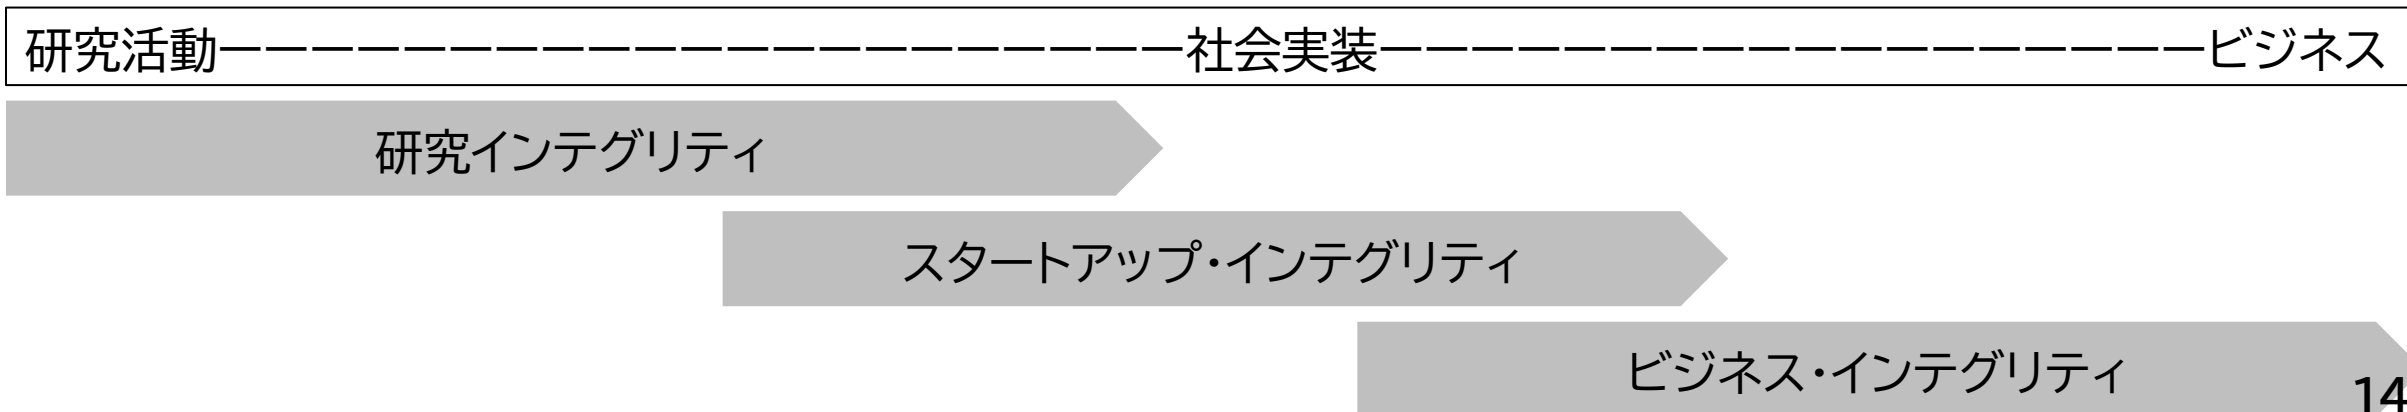 研究活動ーーーーーーーーーーーーーーーーーーーーー社会実装ーーーーーーーーーーーーーーーーーービジネス
研究インテグリティ
スタートアップ・インテグリティ
ビジネス・インテグリティ
14